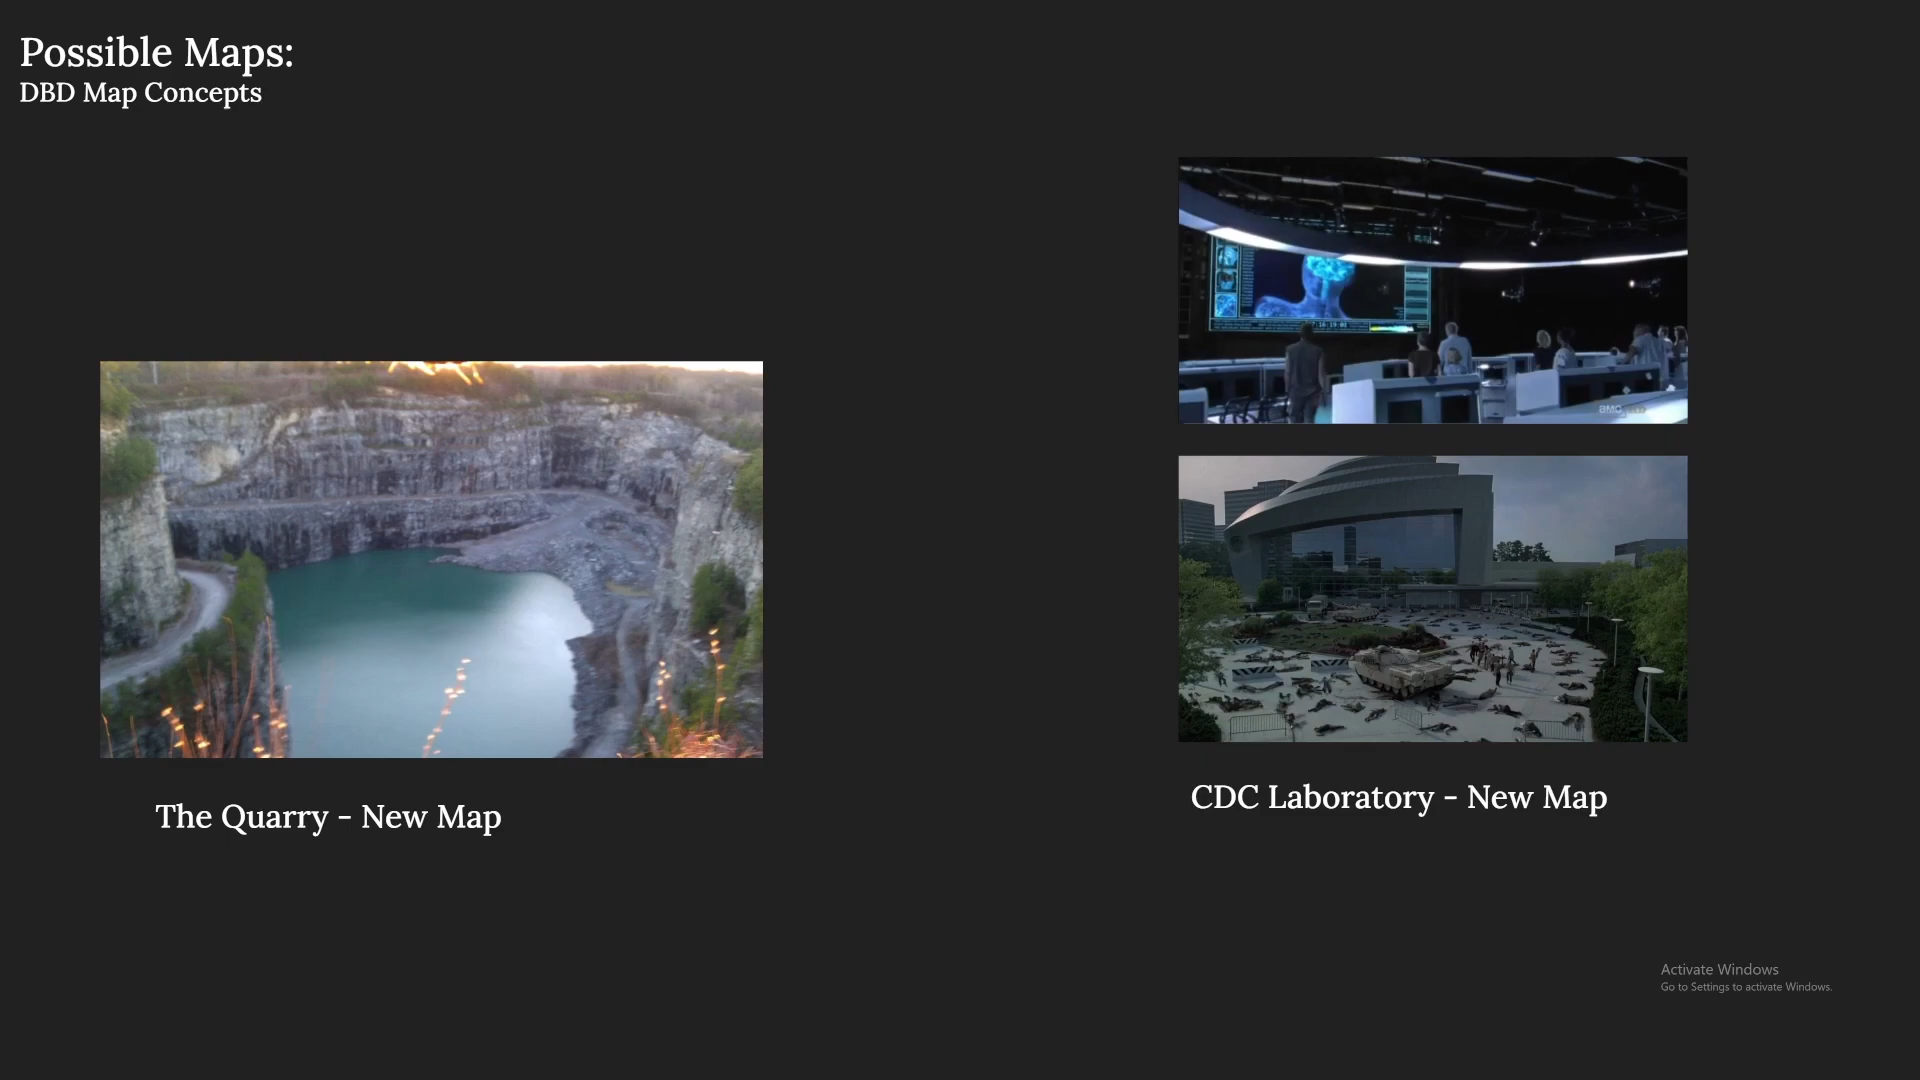 Possible Maps:
DBD Map Concepts
AMC
The Quarry - New Map
CDC Laboratory - New Map
Activate Windows
Go to Settings to activate Windows.